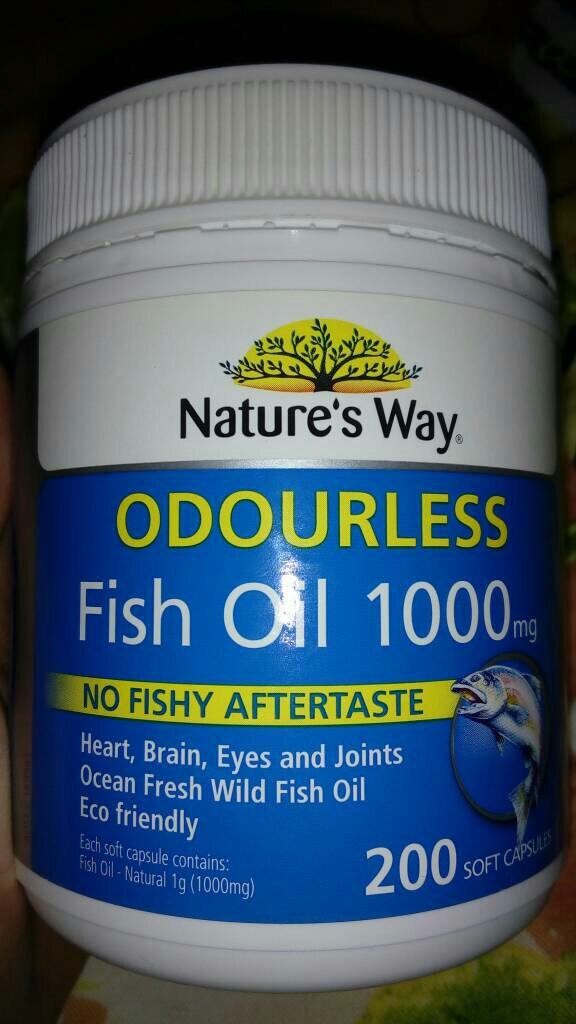 Nature's Way®
ODOURLESS
Fish Oil 1000mg
NO FISHY AFTERTASTE
Heart, Brain, Eyes and Joints
Ocean Fresh Wild Fish Oil
Eco friendly
Each soft capsule contains:
Fish Oil - Natural 1g (1000mg)
200 SOFT CAPSULES